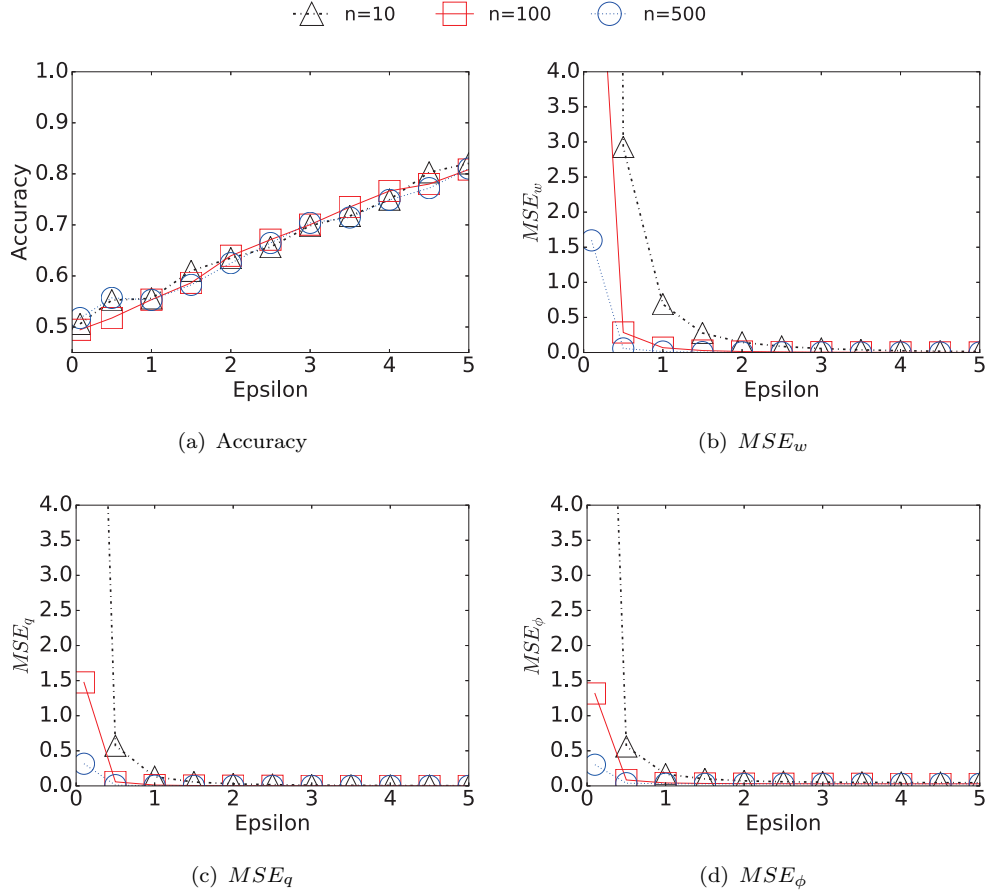 n=10 n=100 n=500
1.0
0.9
0.8
0.7
0.6
0.5
Accuracy
0 1 2 3 4 5
Epsilon
(a) Accuracy
4.0
3.5
3.0
2.5
2.0
1.5
1.0
0.5
0.0
MSE_w
0 1 2 3 4 5
Epsilon
(b) MSE_w
4.0
3.5
3.0
2.5
2.0
1.5
1.0
0.5
0.0
MSE_q
0 1 2 3 4 5
Epsilon
(c) MSE_q
4.0
3.5
3.0
2.5
2.0
1.5
1.0
0.5
0.0
MSE_ϕ
0 1 2 3 4 5
Epsilon
(d) MSE_ϕ